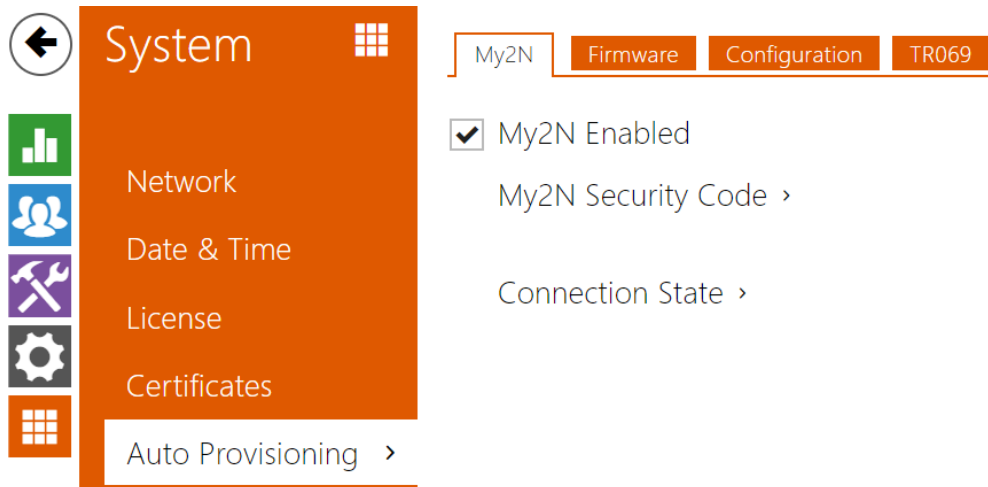 System
Network
Date & Time
License
Certificates
Auto Provisioning >
My2N Firmware Configuration TR069
My2N Enabled
My2N Security Code >
Connection State >